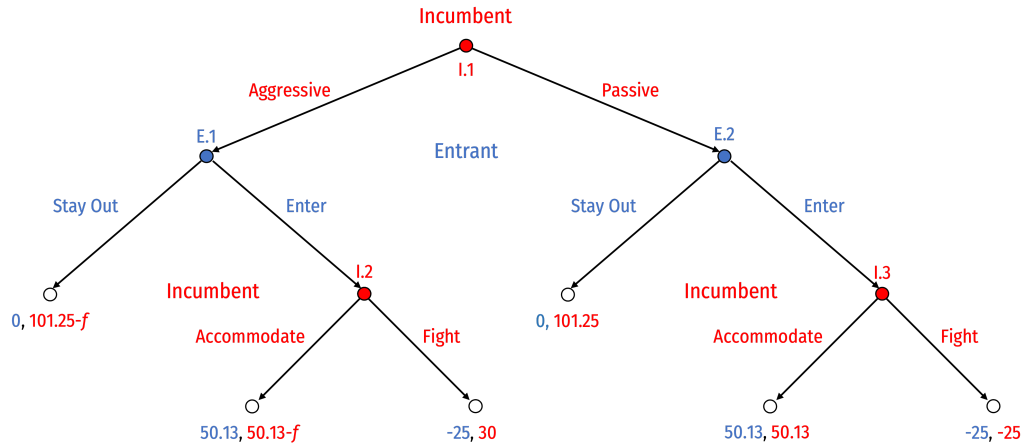 Incumbent
I.1
Aggressive
Passive
E.1
E.2
Entrant
Stay Out
Enter
Stay Out
Enter
I.2
I.3
Incumbent
Incumbent
0, 101.25-f
0, 101.25
Accommodate
Fight
Accommodate
Fight
50.13, 50.13-f
-25, 30
50.13, 50.13
-25, -25